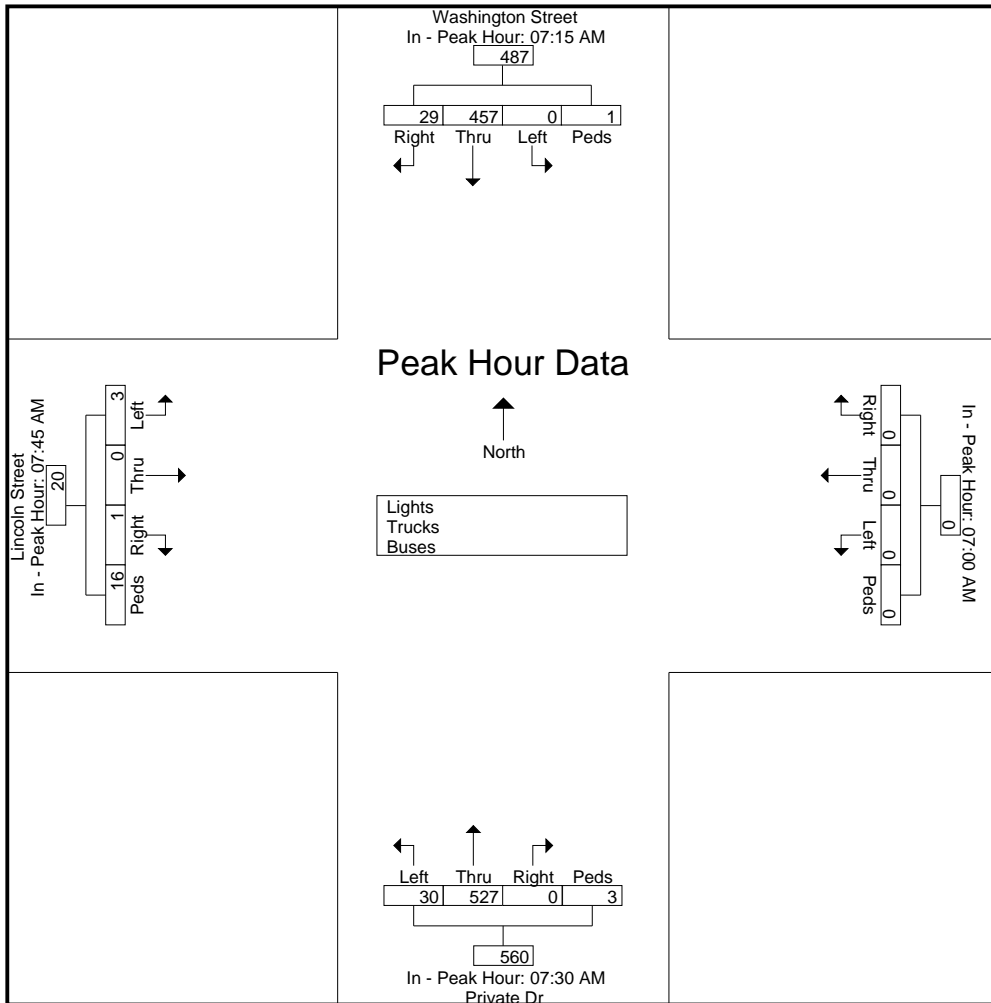 Washington Street
In - Peak Hour: 07:15 AM
487
29 457 0 1
Right Thru Left Peds
Peak Hour Data
North
Lights
Trucks
Buses
Lincoln Street
In - Peak Hour: 07:45 AM
20
3 0 1 16
Left Thru Right Peds
In - Peak Hour: 07:00 AM
0
0 0 0 0
Right Thru Left Peds
Left Thru Right Peds
30 527 0 3
560
In - Peak Hour: 07:30 AM
Private Dr